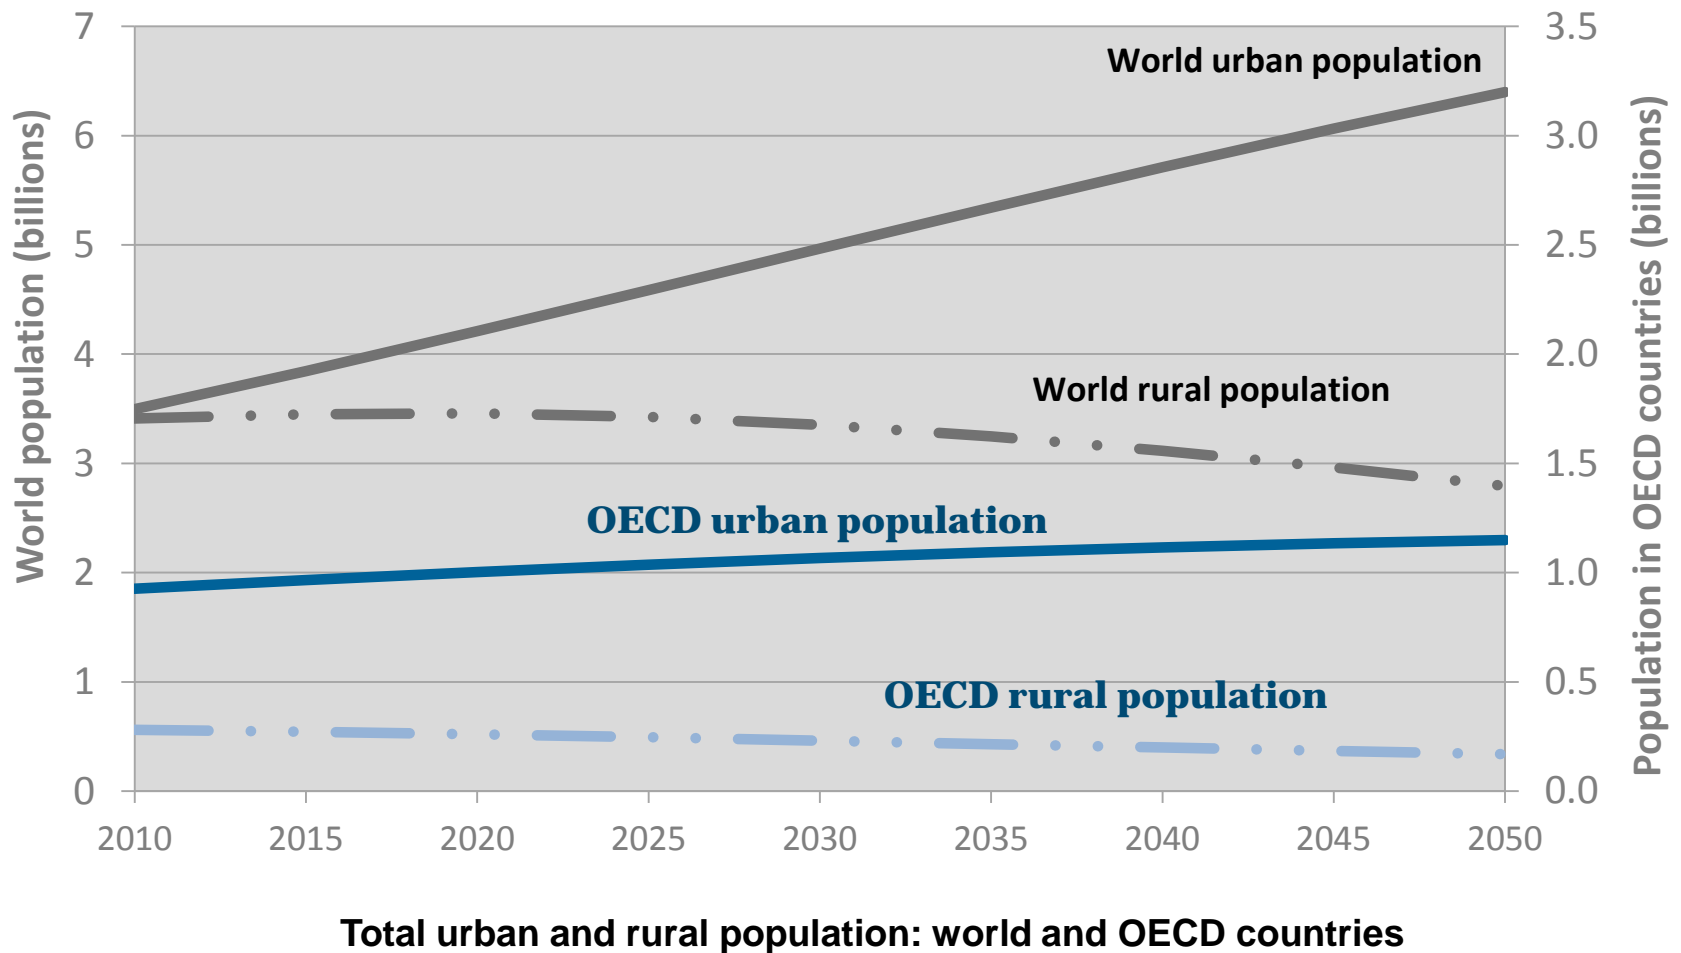 7
6
5
4
3
2
1
0
World population (billions)
3.5
3.0
2.5
2.0
1.5
1.0
0.5
0.0
Population in OECD countries (billions)
World urban population
World rural population
OECD urban population
OECD rural population
2010 2015 2020 2025 2030 2035 2040 2045 2050
Total urban and rural population: world and OECD countries